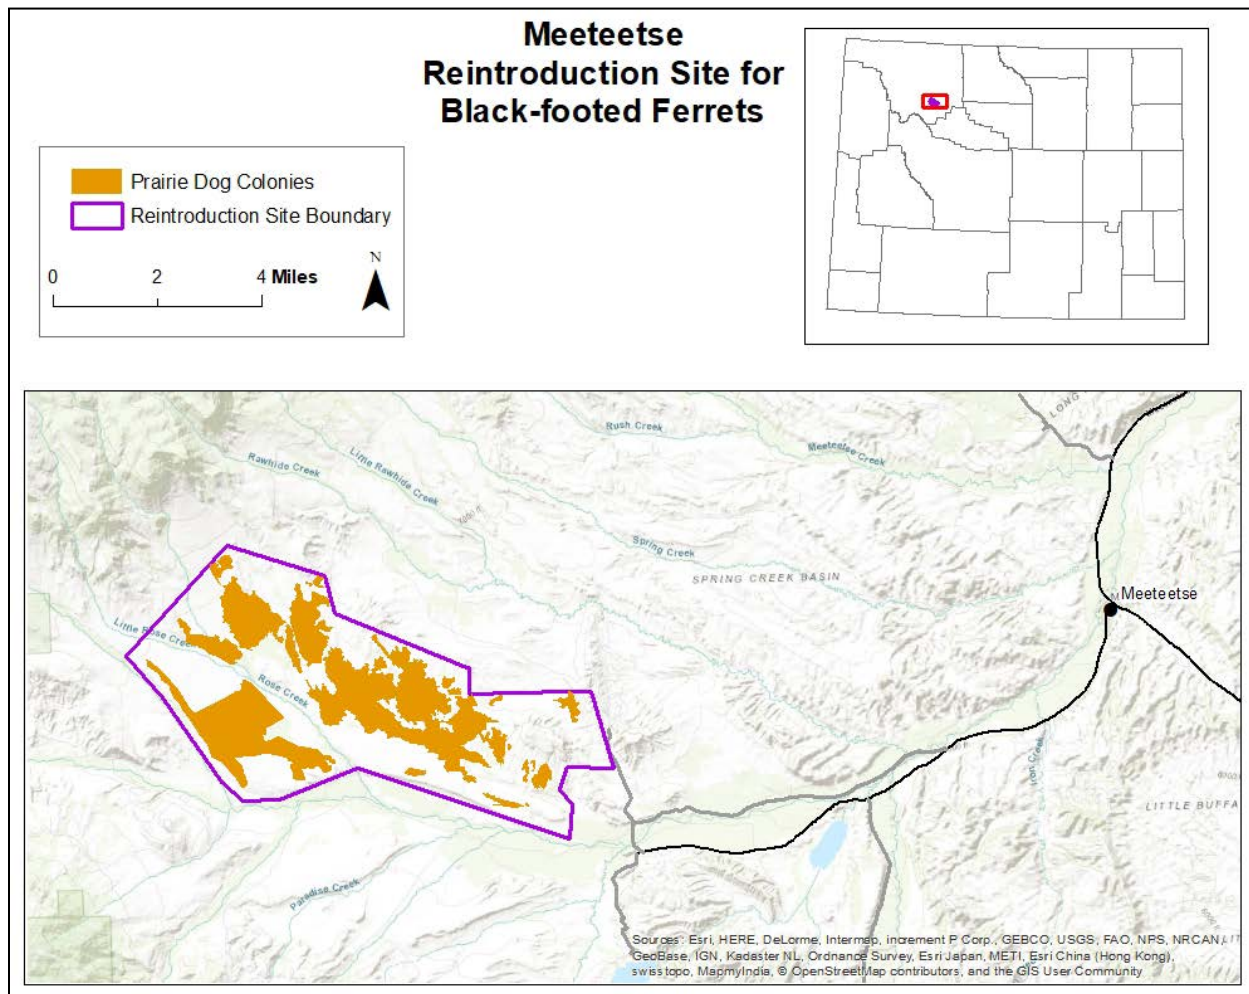 Meeteetse
Reintroduction Site for
Black-footed Ferrets
Prairie Dog Colonies
Reintroduction Site Boundary
0 2 4 Miles
N
LONG
Rush Creek
Meeteetse Creek
Rawhide Creek
Little Rawhide Creek
7000 ft
Spring Creek
SPRING CREEK BASIN
Meeteetse
Little Rose Creek
Rose Creek
Iron Creek
LITTLE BUFFA
Paradise Creek
Sources: Esri, HERE, DeLorme, Intermap, increment P Corp., GEBCO, USGS, FAO, NPS, NRCAN,
GeoBase, IGN, Kadaster NL, Ordnance Survey, Esri Japan, METI, Esri China (Hong Kong),
swisstopo, MapmyIndia, © OpenStreetMap contributors, and the GIS User Community